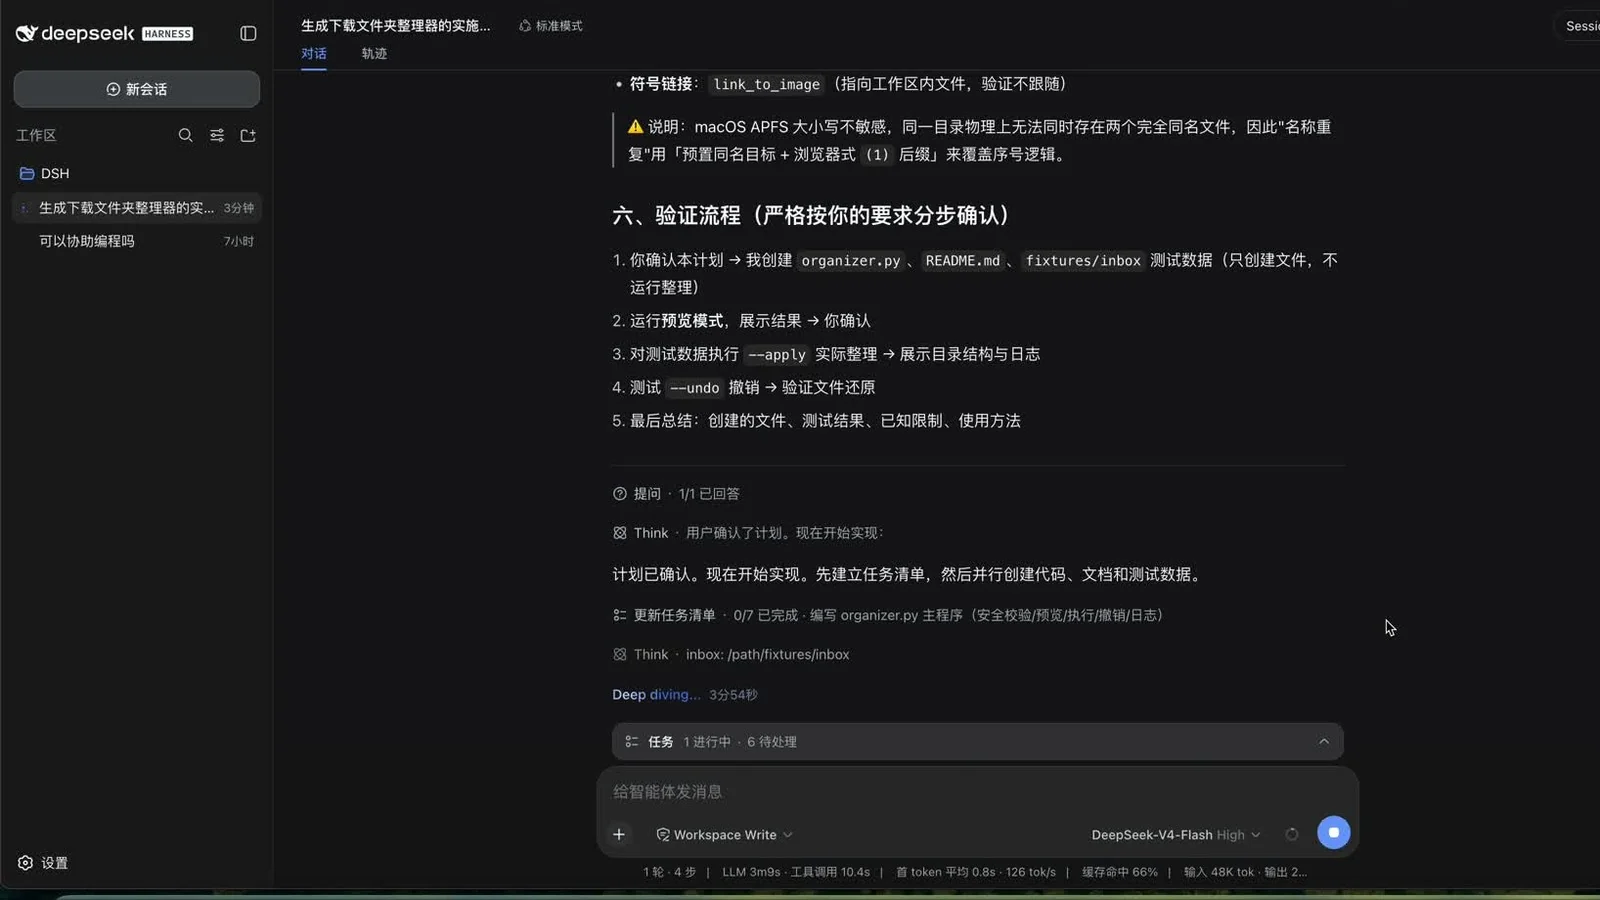 deepseek HARNESS
新会话
工作区
DSH
生成下载文件夹整理器的实... 3分钟
可以协助编程吗 7小时
设置
生成下载文件夹整理器的实施... 标准模式
对话 轨迹
• 符号链接：link_to_image（指向工作区内文件，验证不跟随）
⚠️ 说明：macOS APFS 大小写不敏感，同一目录物理上无法同时存在两个完全同名文件，因此"名称重
复"用「预置同名目标 + 浏览器式 (1) 后缀」来覆盖序号逻辑。
六、验证流程（严格按你的要求分步确认）
1. 你确认本计划 → 我创建 organizer.py、README.md、fixtures/inbox 测试数据（只创建文件，不
运行整理）
2. 运行预览模式，展示结果 → 你确认
3. 对测试数据执行 --apply 实际整理 → 展示目录结构与日志
4. 测试 --undo 撤销 → 验证文件还原
5. 最后总结：创建的文件、测试结果、已知限制、使用方法
提问 · 1/1 已回答
Think · 用户确认了计划。现在开始实现：
计划已确认。现在开始实现。先建立任务清单，然后并行创建代码、文档和测试数据。
更新任务清单 · 0/7 已完成 · 编写 organizer.py 主程序（安全校验/预览/执行/撤销/日志）
Think · inbox: /path/fixtures/inbox
Deep diving... 3分54秒
任务 1 进行中 · 6 待处理
给智能体发消息
Workspace Write
DeepSeek-V4-Flash High
1 轮 · 4 步 | LLM 3m9s · 工具调用 10.4s | 首 token 平均 0.8s · 126 tok/s | 缓存命中 66% | 输入 48K tok · 输出 2...
Sessi